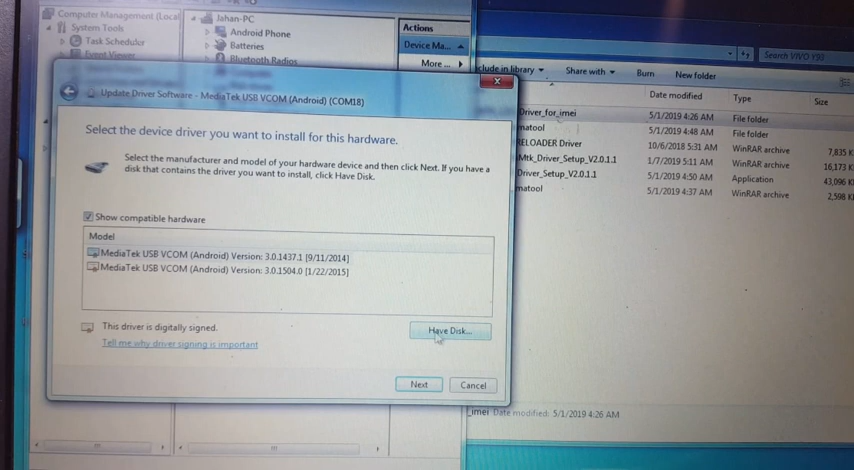 Computer Management (Local
System Tools
Task Scheduler
Event Viewer
Jahan-PC
Android Phone
Batteries
Bluetooth Radios
Actions
Device Ma...
More ...
Update Driver Software - MediaTek USB VCOM (Android) (COM18)
Select the device driver you want to install for this hardware.
Select the manufacturer and model of your hardware device and then click Next. If you have a
disk that contains the driver you want to install, click Have Disk.
Show compatible hardware
Model
MediaTek USB VCOM (Android) Version: 3.0.1437.1 [9/11/2014]
MediaTek USB VCOM (Android) Version: 3.0.1504.0 [1/22/2015]
This driver is digitally signed.
Have Disk...
Tell me why driver signing is important
Next
Cancel
Search VIVO Y93
nclude in library
Share with
Burn
New folder
Date modified
Type
Size
Driver_for_imei
5/1/2019 4:26 AM
File folder
matool
5/1/2019 4:48 AM
File folder
RELOADER Driver
10/6/2018 5:31 AM
WinRAR archive
7,835 K
Mtk_Driver_Setup_V2.0.1.1
1/7/2019 5:11 AM
WinRAR archive
16,173 K
Driver_Setup_V2.0.1.1
5/1/2019 4:50 AM
Application
43,096 K
matool
5/1/2019 4:37 AM
WinRAR archive
2,598 K
_imei Date modified: 5/1/2019 4:26 AM